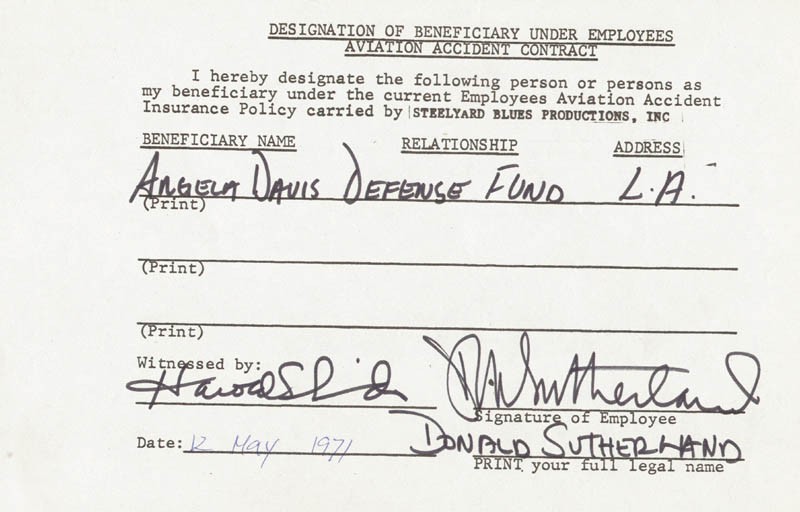 DESIGNATION OF BENEFICIARY UNDER EMPLOYEES
AVIATION ACCIDENT CONTRACT
I hereby designate the following person or persons as
my beneficiary under the current Employees Aviation Accident
Insurance Policy carried by STEELYARD BLUES PRODUCTIONS, INC
BENEFICIARY NAME RELATIONSHIP ADDRESS
ANGELA DAVIS DEFENSE FUND L.A.
(Print)
(Print)
(Print)
Witnessed by:
Harold D. Sutherland
Signature of Employee
Date: 12 May 1971 DONALD SUTHERLAND
PRINT your full legal name